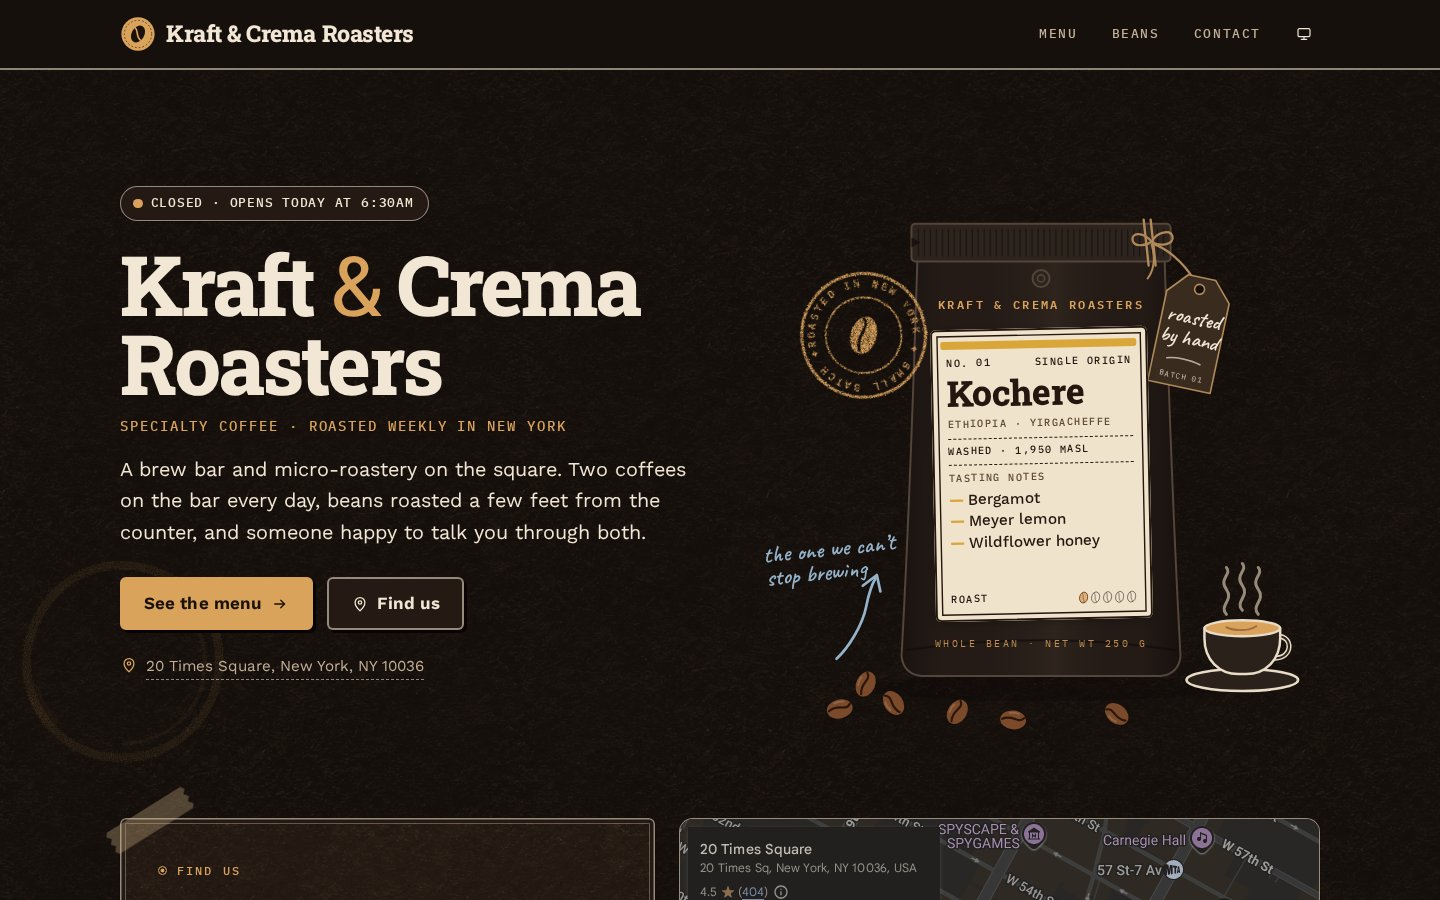 Kraft & Crema Roasters
MENU
BEANS
CONTACT
CLOSED · OPENS TODAY AT 6:30AM
Kraft & Crema
Roasters
SPECIALTY COFFEE · ROASTED WEEKLY IN NEW YORK
A brew bar and micro-roastery on the square. Two coffees
on the bar every day, beans roasted a few feet from the
counter, and someone happy to talk you through both.
See the menu →
Find us
20 Times Square, New York, NY 10036
ROASTED IN NEW YORK
SMALL BATCH
KRAFT & CREMA ROASTERS
NO. 01 SINGLE ORIGIN
Kochere
ETHIOPIA · YIRGACHEFFE
WASHED · 1,950 MASL
TASTING NOTES
Bergamot
Meyer lemon
Wildflower honey
ROAST
WHOLE BEAN · NET WT 250 G
roasted
by hand
BATCH 01
the one we can't
stop brewing
FIND US
20 Times Square
20 Times Sq, New York, NY 10036, USA
4.5 ★ (404)
SPYSCAPE &
SPYGAMES
Carnegie Hall
57 St-7 Av
W 57th St
W 54th S